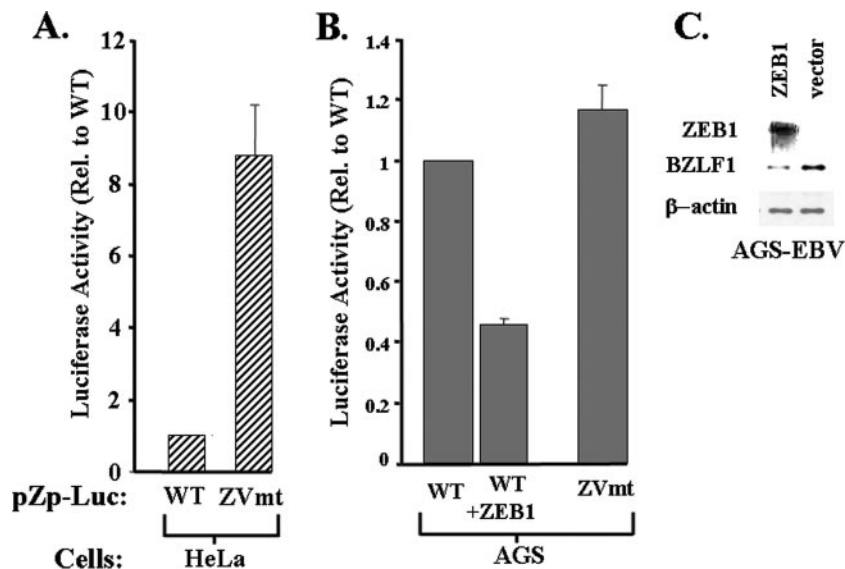 A.
Luciferase Activity (Rel. to WT)
12
10
8
6
4
2
0
pZp-Luc: WT ZVmt
Cells: HeLa
B.
Luciferase Activity (Rel. to WT)
1.4
1.2
1
0.8
0.6
0.4
0.2
0
WT WT ZVmt
+ZEB1
AGS
C.
ZEB1 vector
ZEB1
BZLF1
β–actin
AGS-EBV